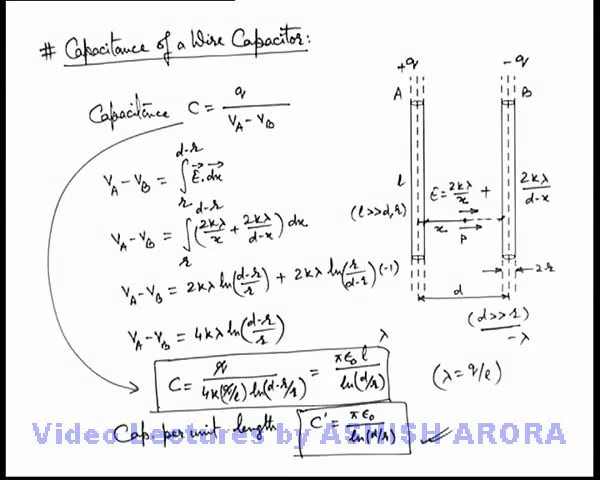 # Capacitance of a Wire Capacitor:
Capacitance C = q / (V_A - V_B)
V_A - V_B = ∫_r^{d-r} E⃗.dx⃗
V_A - V_B = ∫_r^{d-r} (2kλ/x + 2kλ/(d-x)) dx
V_A - V_B = 2kλ ln((d-r)/r) + 2kλ ln(r/(d-r)) (-1)
V_A - V_B = 4kλ ln((d-r)/r)
C = q / (4k(q/l) ln(d-r/r)) = πε₀l / ln(d/r)
Cap per unit length C' = πε₀ / ln(d/r)
+q -q
A B
l
(l>>d,r)
E = 2kλ/x + 2kλ/(d-x)
x P
2r
d
(d>>r)
λ -λ
(λ = q/l)
Video Lectures by ASHISH ARORA